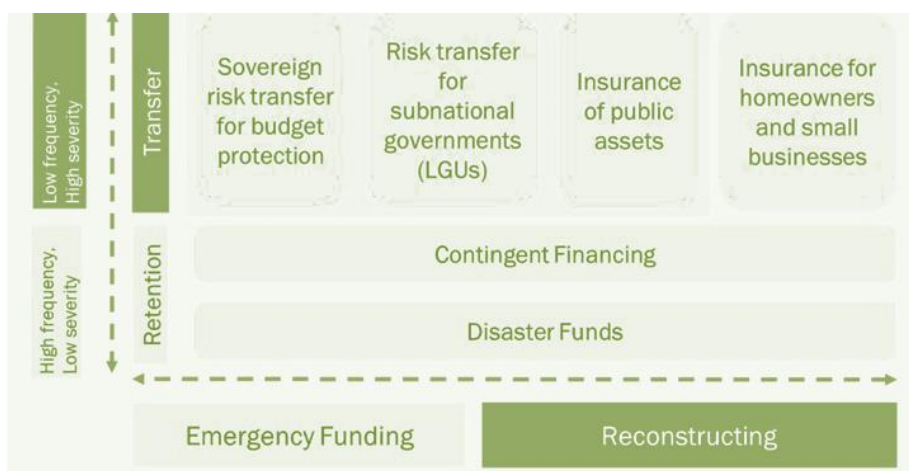 Low frequency,
High severity
Transfer
Sovereign
risk transfer
for budget
protection
Risk transfer
for
subnational
governments
(LGUs)
Insurance
of public
assets
Insurance for
homeowners
and small
businesses
High frequency,
Low severity
Retention
Contingent Financing
Disaster Funds
Emergency Funding
Reconstructing